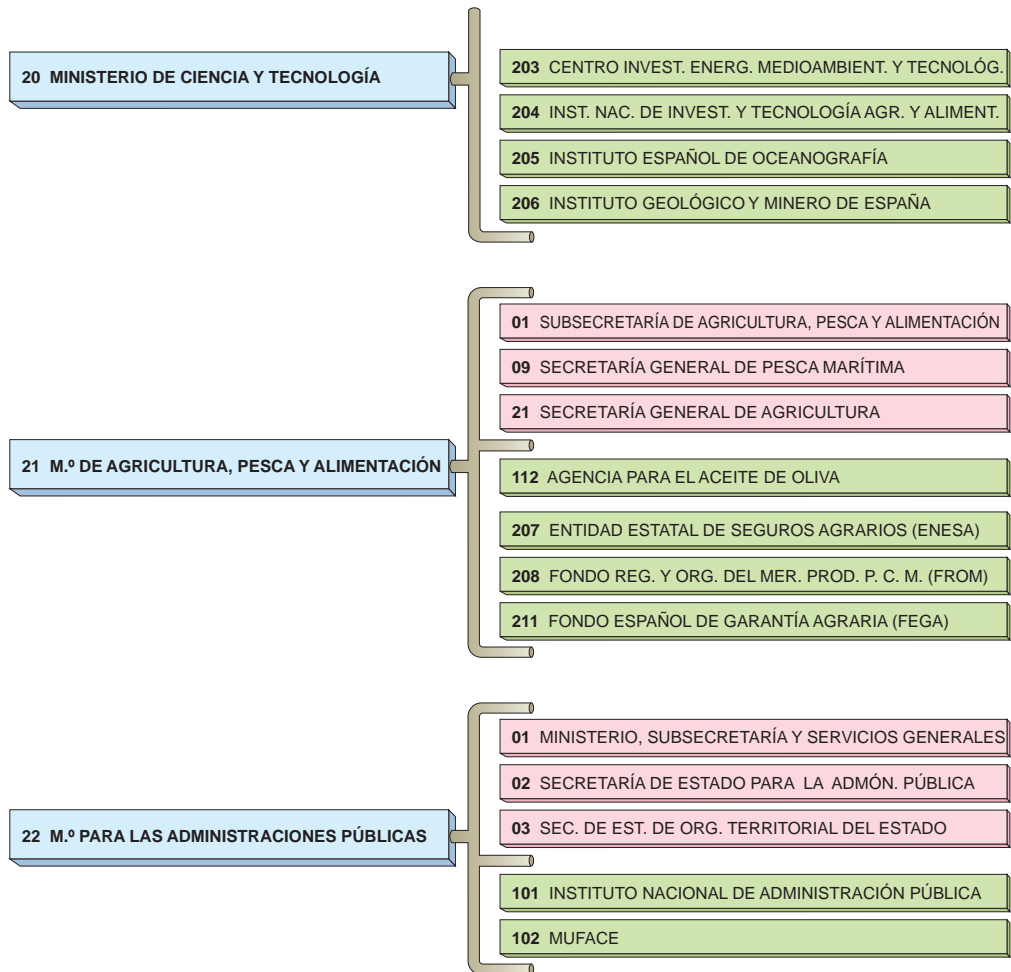 20 MINISTERIO DE CIENCIA Y TECNOLOGÍA
203 CENTRO INVEST. ENERG. MEDIOAMBIENT. Y TECNOLÓG.
204 INST. NAC. DE INVEST. Y TECNOLOGÍA AGR. Y ALIMENT.
205 INSTITUTO ESPAÑOL DE OCEANOGRAFÍA
206 INSTITUTO GEOLÓGICO Y MINERO DE ESPAÑA
21 M.º DE AGRICULTURA, PESCA Y ALIMENTACIÓN
01 SUBSECRETARÍA DE AGRICULTURA, PESCA Y ALIMENTACIÓN
09 SECRETARÍA GENERAL DE PESCA MARÍTIMA
21 SECRETARÍA GENERAL DE AGRICULTURA
112 AGENCIA PARA EL ACEITE DE OLIVA
207 ENTIDAD ESTATAL DE SEGUROS AGRARIOS (ENESA)
208 FONDO REG. Y ORG. DEL MER. PROD. P. C. M. (FROM)
211 FONDO ESPAÑOL DE GARANTÍA AGRARIA (FEGA)
22 M.º PARA LAS ADMINISTRACIONES PÚBLICAS
01 MINISTERIO, SUBSECRETARÍA Y SERVICIOS GENERALES
02 SECRETARÍA DE ESTADO PARA LA ADMÓN. PÚBLICA
03 SEC. DE EST. DE ORG. TERRITORIAL DEL ESTADO
101 INSTITUTO NACIONAL DE ADMINISTRACIÓN PÚBLICA
102 MUFACE